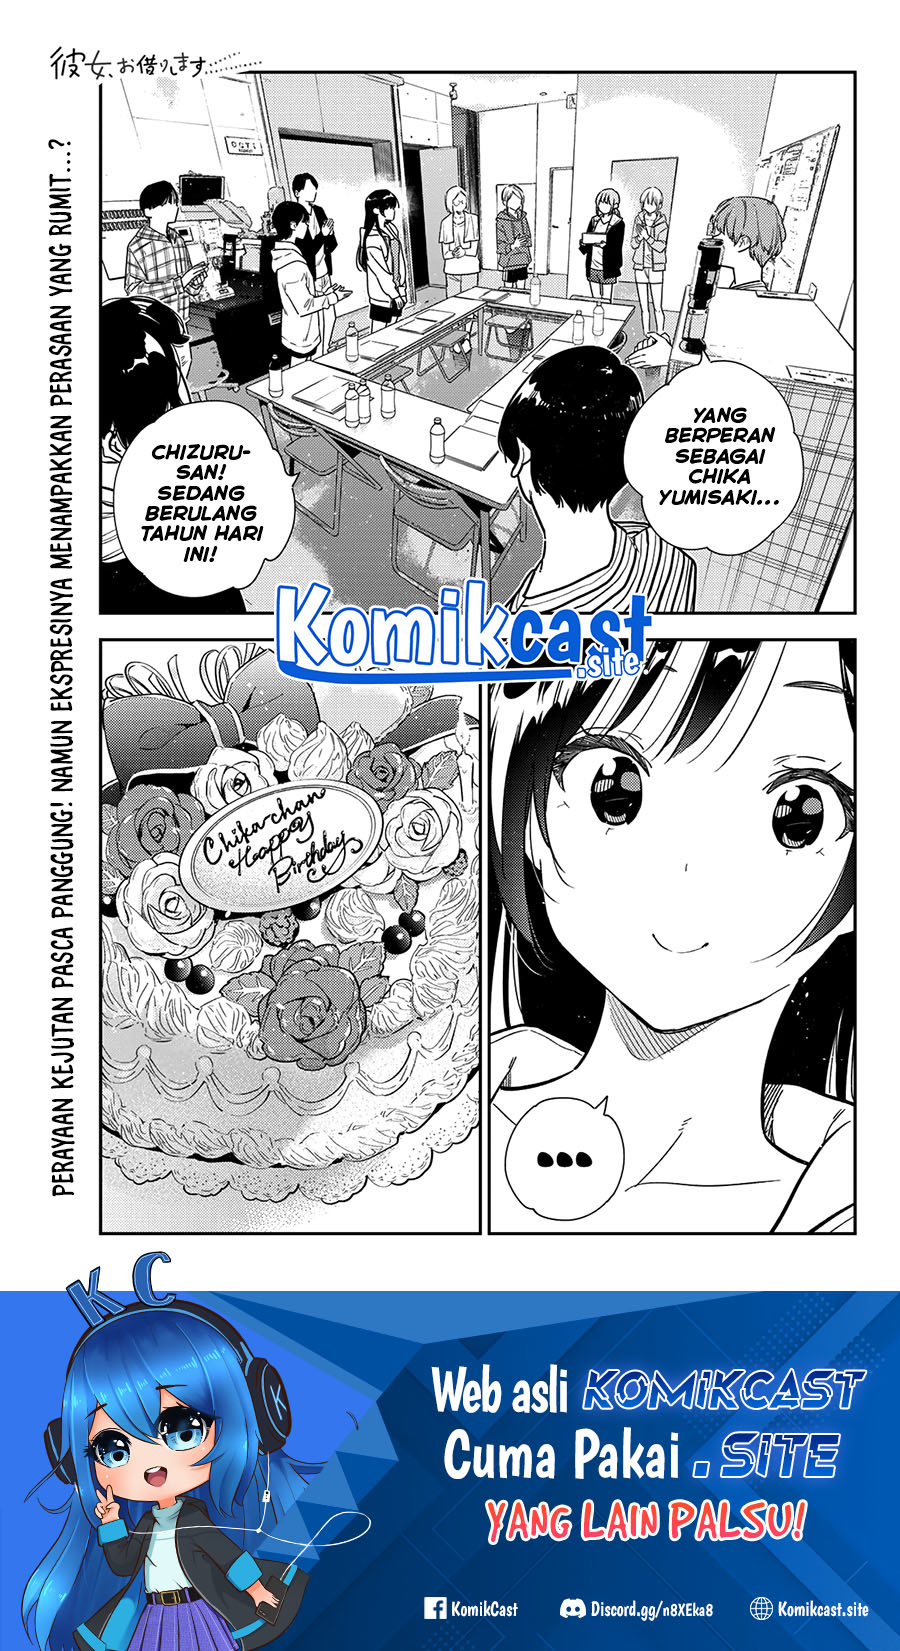 彼女、お借りします
PERAYAAN KEJUTAN PASCA PANGGUNG! NAMUN EKSPRESINYA MENAMPAKKAN PERASAAN YANG RUMIT...?
YANG
BERPERAN
SEBAGAI
CHIKA
YUMISAKI...
CHIZURU-
SAN!
SEDANG
BERULANG
TAHUN HARI
INI!
Komikcast
.site
Chika-chan
Happy
Birthday
...
KC
K
Web asli KOMIKCAST
Cuma Pakai .SITE
YANG LAIN PALSU!
KomikCast
Discord.gg/n8XEka8
Komikcast.site